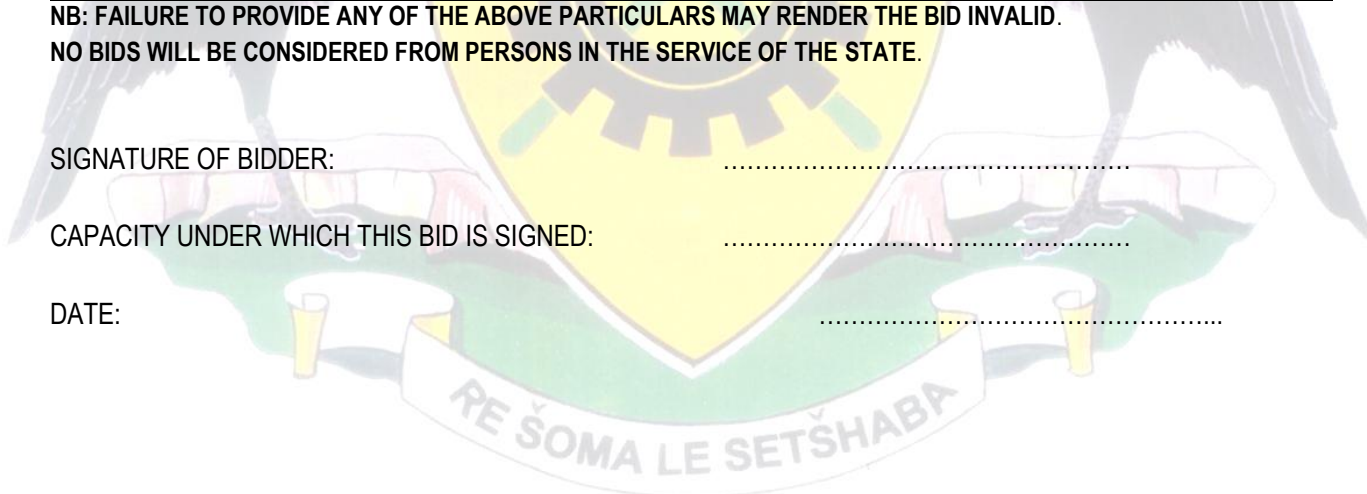 NB: FAILURE TO PROVIDE ANY OF THE ABOVE PARTICULARS MAY RENDER THE BID INVALID.
NO BIDS WILL BE CONSIDERED FROM PERSONS IN THE SERVICE OF THE STATE.
SIGNATURE OF BIDDER: ……………………………………………
CAPACITY UNDER WHICH THIS BID IS SIGNED: ……………………………………………
DATE: …………………………………………...
RE ŠOMA LE SETŠHABA